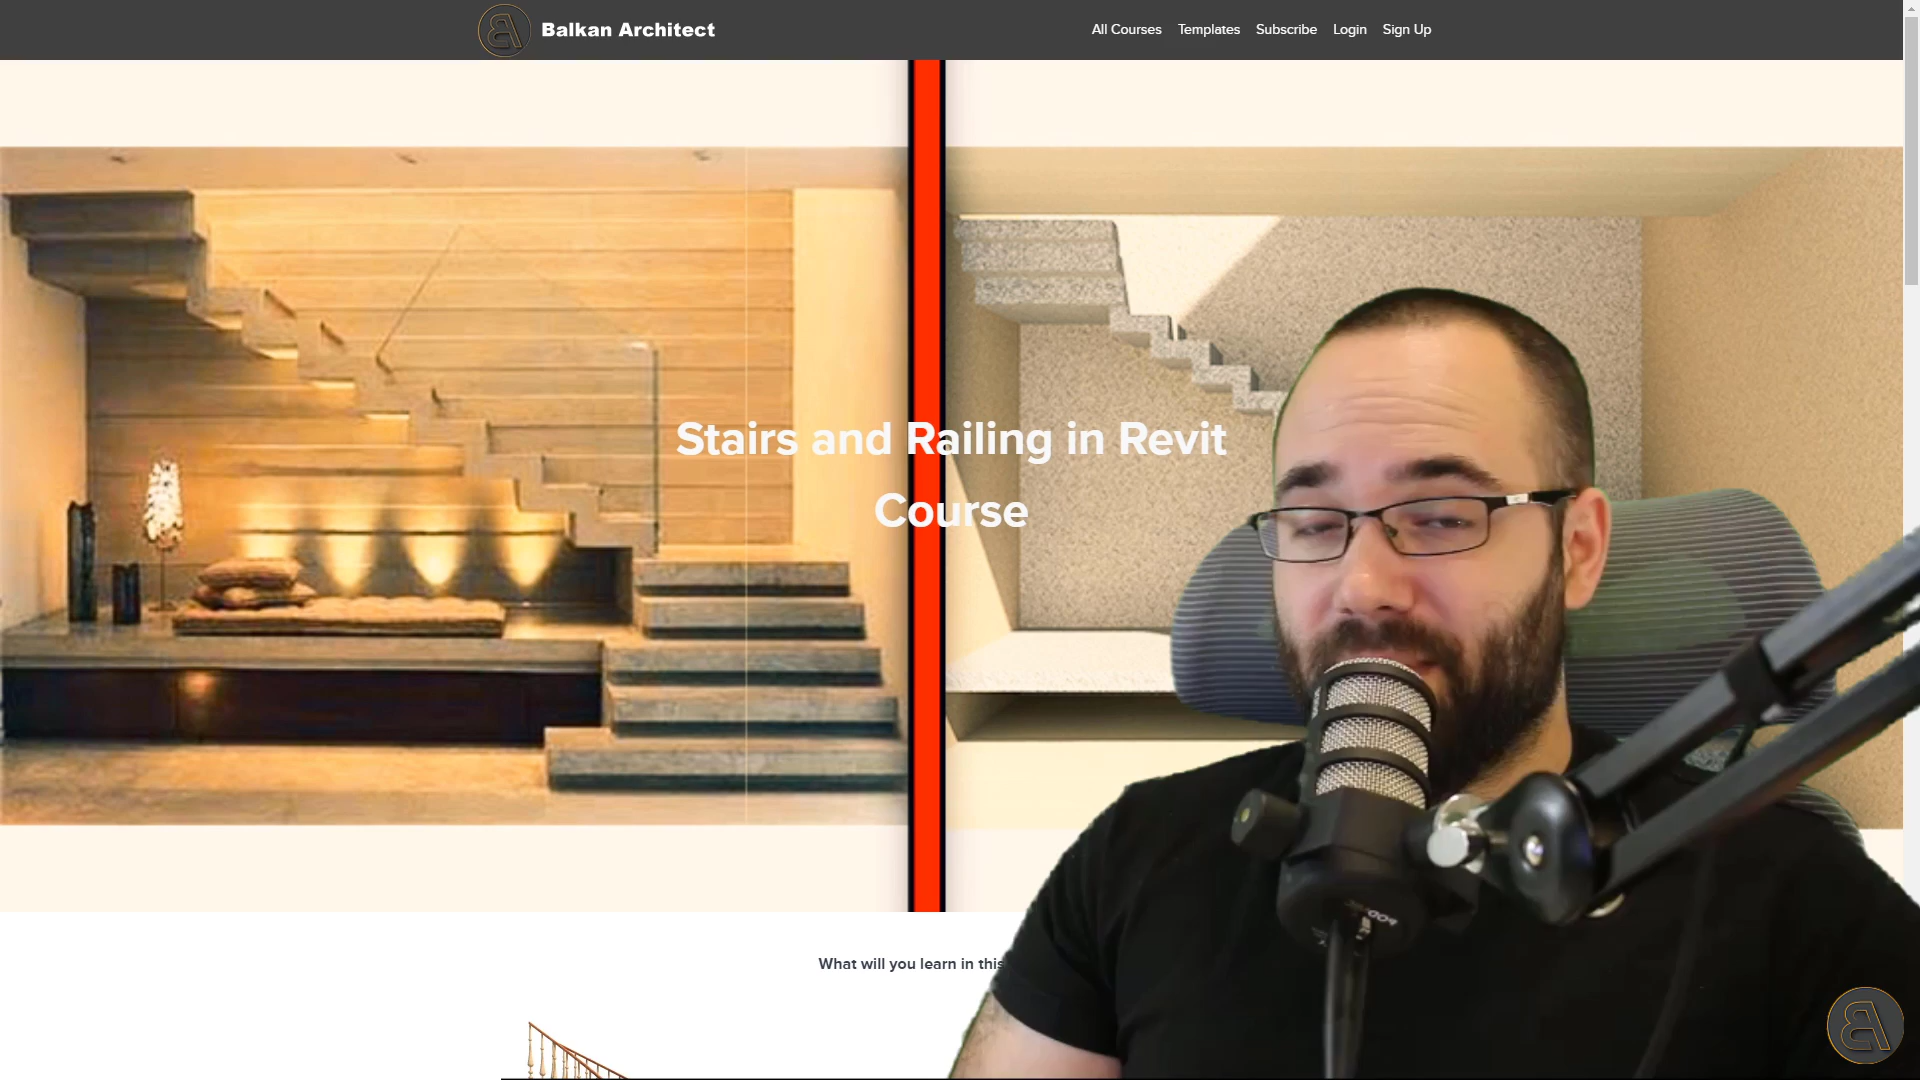 Balkan Architect
All Courses Templates Subscribe Login Sign Up
Stairs and Railing in Revit
Course
What will you learn in this